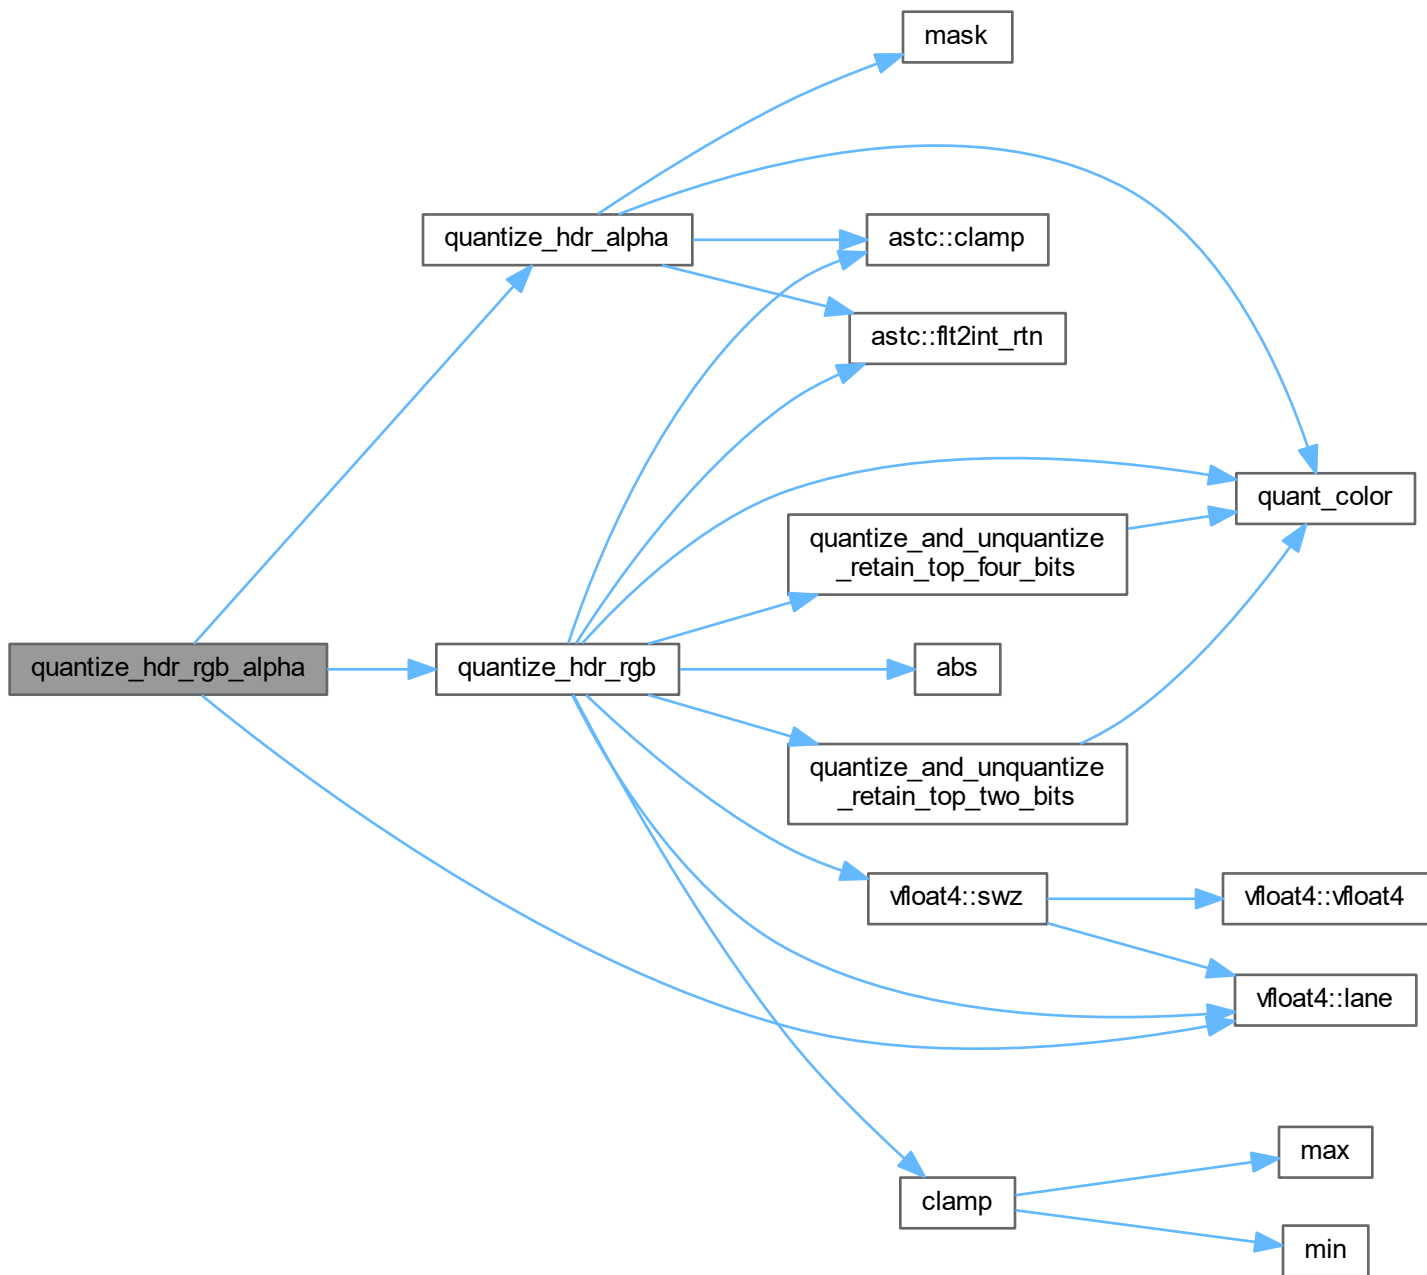 mask
quantize_hdr_alpha
astc::clamp
astc::flt2int_rtn
quant_color
quantize_and_unquantize
_retain_top_four_bits
quantize_hdr_rgb_alpha
quantize_hdr_rgb
abs
quantize_and_unquantize
_retain_top_two_bits
vfloat4::swz
vfloat4::vfloat4
vfloat4::lane
max
clamp
min